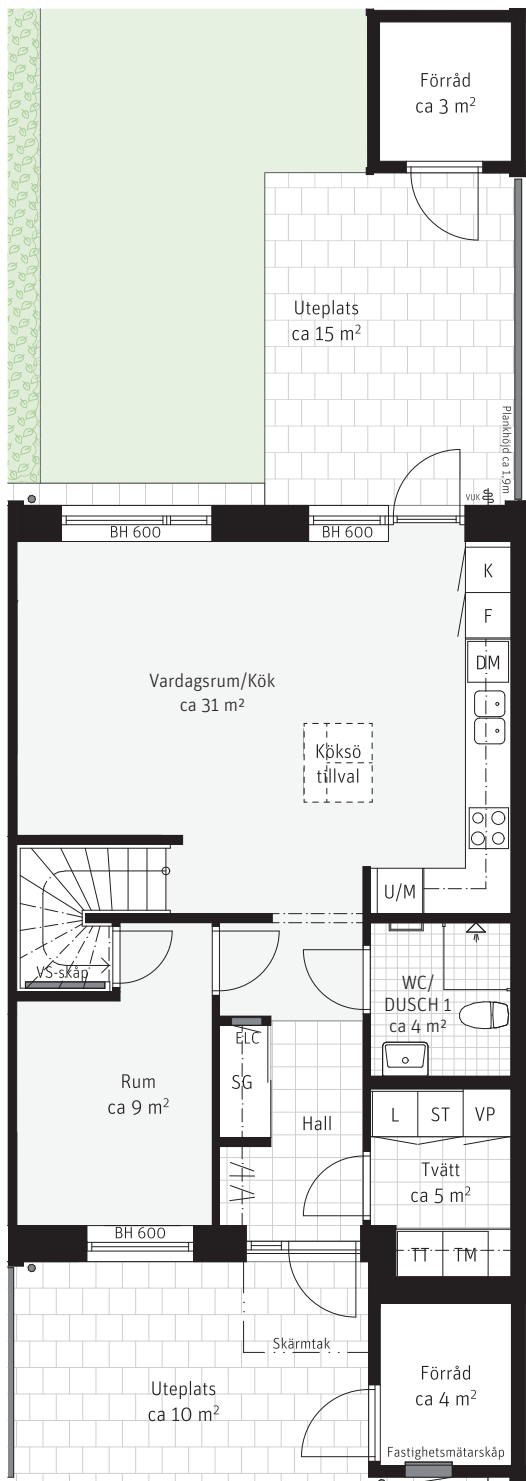 Förråd
ca 3 m²
Uteplats
ca 15 m²
Plankhöjd ca 1,9m
VUK
BH 600
BH 600
K
F
DM
Vardagsrum/Kök
ca 31 m²
Köksö
tillval
U/M
VS-skåp
WC/
DUSCH 1
ca 4 m²
ELC
SG
Rum
ca 9 m²
Hall
L
ST
VP
Tvätt
ca 5 m²
BH 600
TT
TM
Skärmtak
Uteplats
ca 10 m²
Förråd
ca 4 m²
Fastighetsmätarskåp